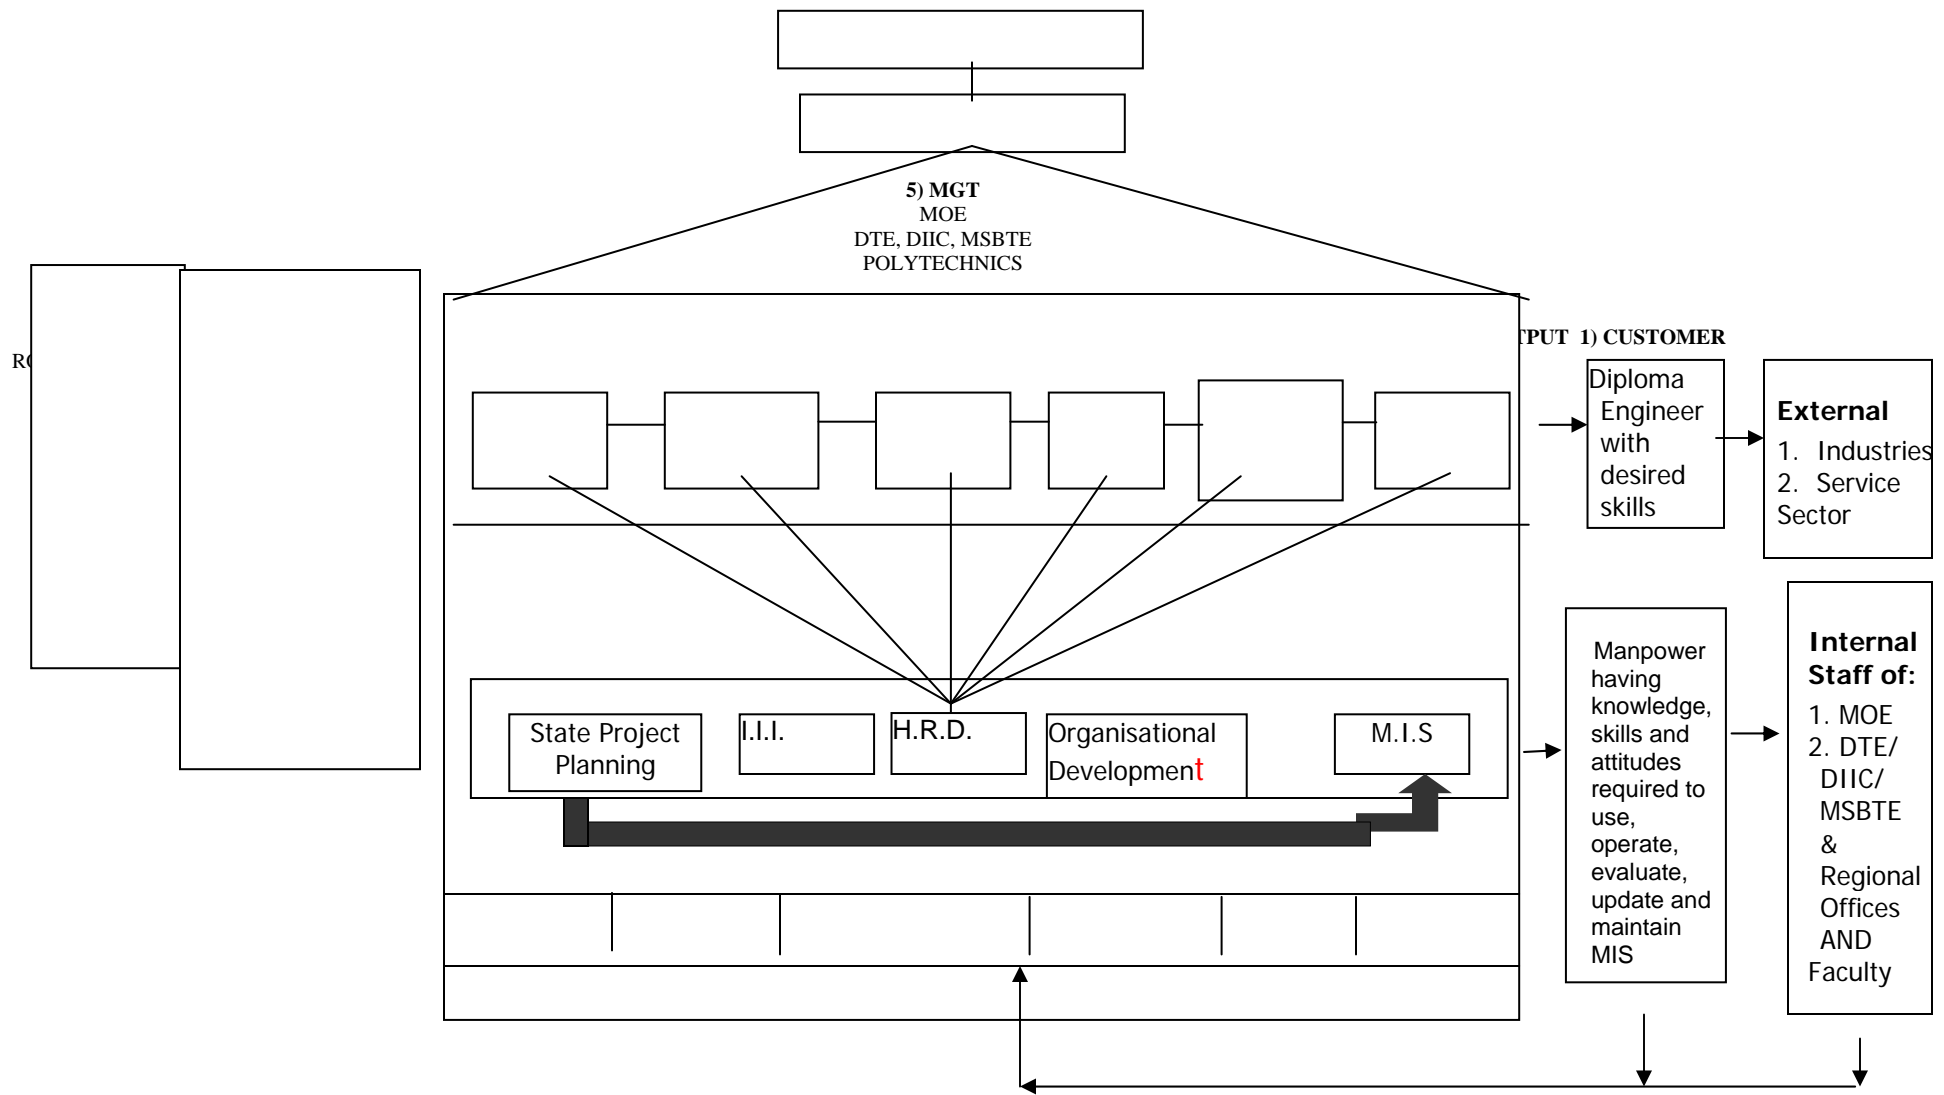 5) MGT
MOE
DTE, DIIC, MSBTE
POLYTECHNICS
TPUT 1) CUSTOMER
Diploma
Engineer
with
desired
skills
External
1. Industries
2. Service
Sector
State Project
Planning
I.I.I.
H.R.D.
Organisational
Development
M.I.S
Manpower
having
knowledge,
skills and
attitudes
required to
use,
operate,
evaluate,
update and
maintain
MIS
Internal
Staff of:
1. MOE
2. DTE/
DIIC/
MSBTE
&
Regional
Offices
AND
Faculty